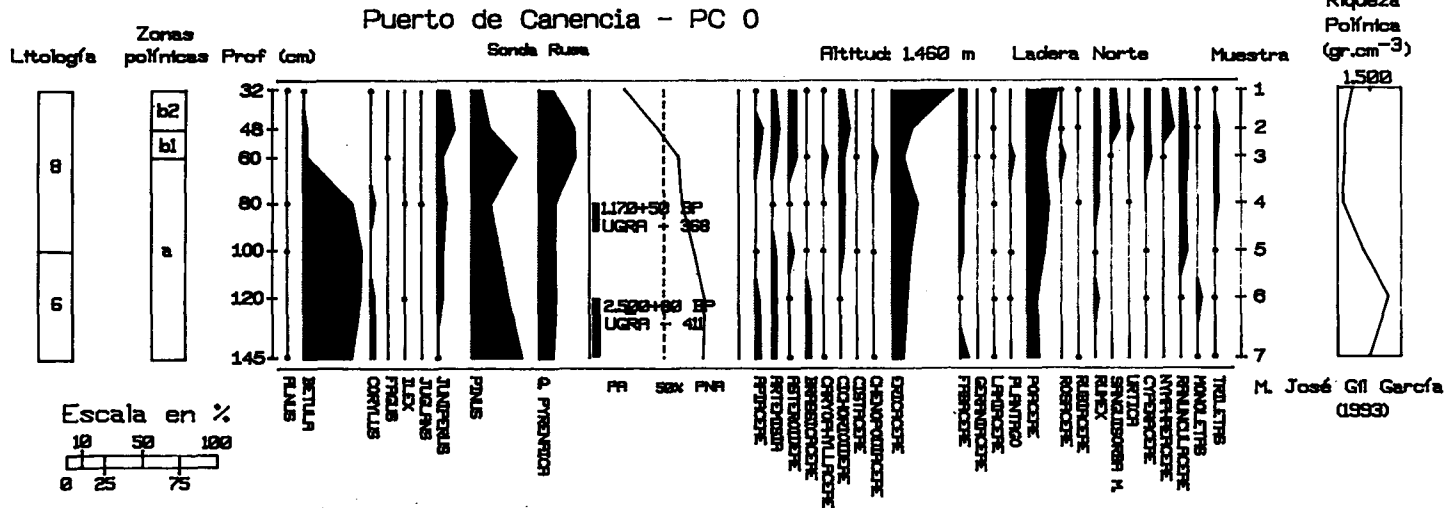 Puerto de Canencia - PC 0
Riqueza
Polínica
(gr.cm-3)
1.500
Litología
Zonas
polínicas
Prof (cm)
Sonda Rusa
Altitud: 1.460 m
Ladera Norte
Muestra
8
6
b2
b1
a
32
48
60
80
100
120
145
1.170+50 BP
UGRA - 368
2.500+80 BP
UGRA - 411
1
2
3
4
5
6
7
ALNUS
BETULA
CORYLUS
FAGUS
ILEX
JUGLANS
JUNIPERUS
PINUS
Q. PYRENAICA
PA
50%
PNA
APIACEAE
ARTEMISIA
ASTEROIDEAE
BRASSICACEAE
CARYOPHYLLACEAE
CICHORIOIDEAE
CISTACEAE
CHENOPODIACEAE
ERICACEAE
FABACEAE
GERANIACEAE
LAMIACEAE
PLANTAGO
POACEAE
ROSACEAE
RUBIACEAE
RUMEX
SANGUISORBA M.
URTICA
CYPERACEAE
NYMPHAEACEAE
RANUNCULACEAE
MONOLETAS
TRILETAS
M. José Gil García
(1993)
Escala en %
10 50 100
0 25 75